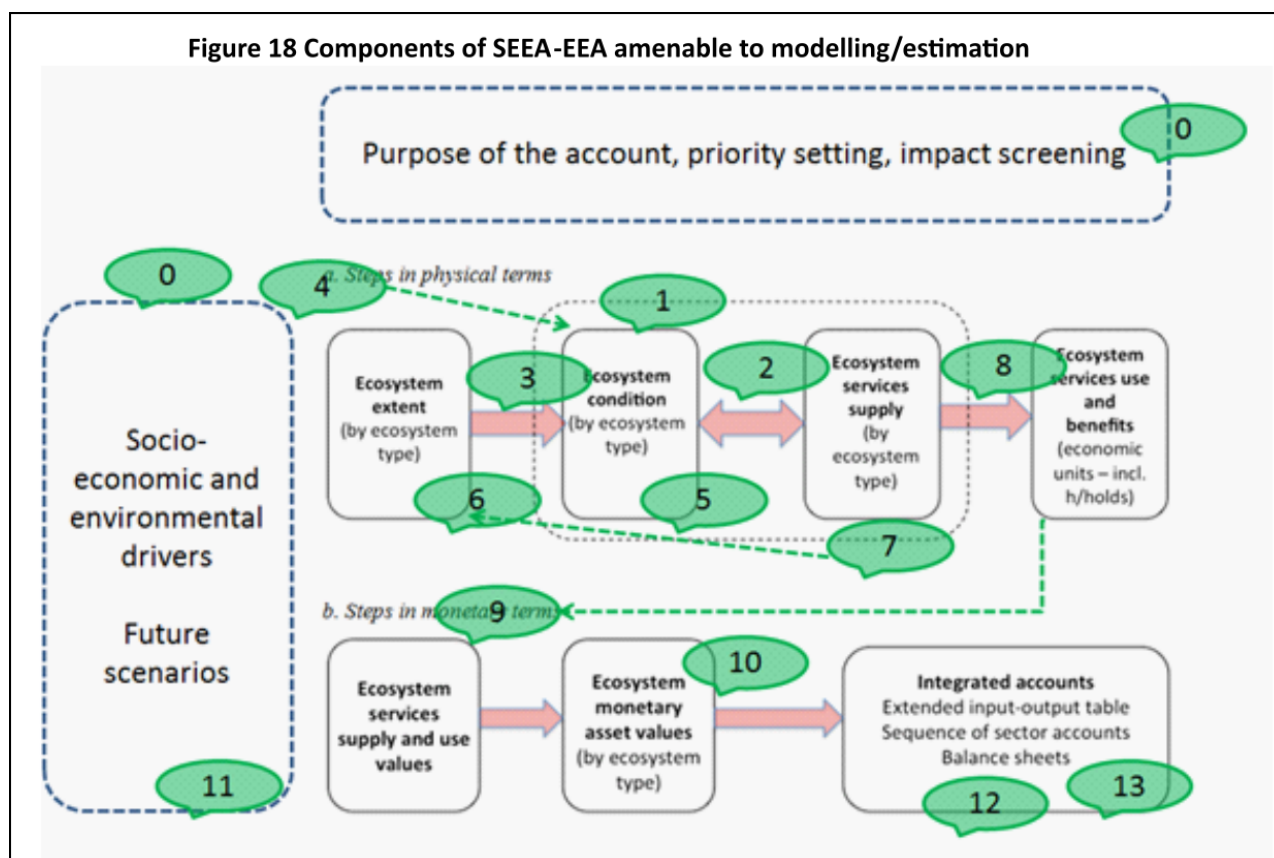 Figure 18 Components of SEEA-EEA amenable to modelling/estimation
0
Purpose of the account, priority setting, impact screening
0
4
a. Steps in physical terms
1
Socio-
economic and
environmental
drivers
Future
scenarios
11
Ecosystem
extent
(by ecosystem
type)
3
6
Ecosystem
condition
(by ecosystem
type)
5
2
Ecosystem
services
supply
(by
ecosystem
type)
7
8
Ecosystem
services use
and
benefits
(economic
units – incl.
h/holds)
b. Steps in monetary terms
9
Ecosystem
services
supply and use
values
Ecosystem
monetary
asset values
(by ecosystem
type)
10
Integrated accounts
Extended input-output table
Sequence of sector accounts
Balance sheets
12
13